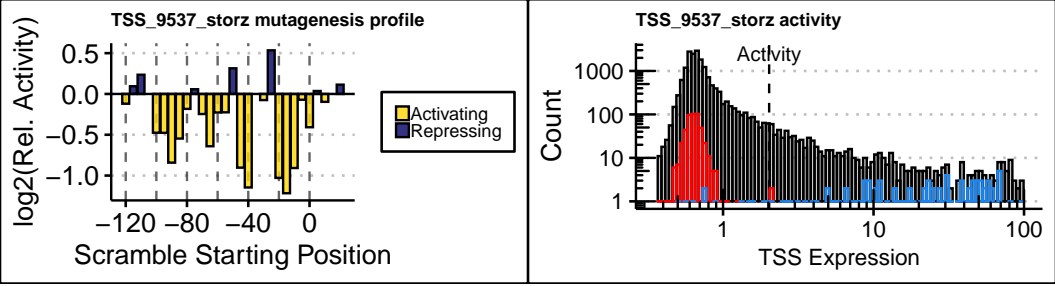 TSS_9537_storz mutagenesis profile
log2(Rel. Activity)
0.5
0.0
−0.5
−1.0
−120
−80
−40
0
Scramble Starting Position
Activating
Repressing
TSS_9537_storz activity
Activity
Count
1000
100
10
1
1
10
100
TSS Expression